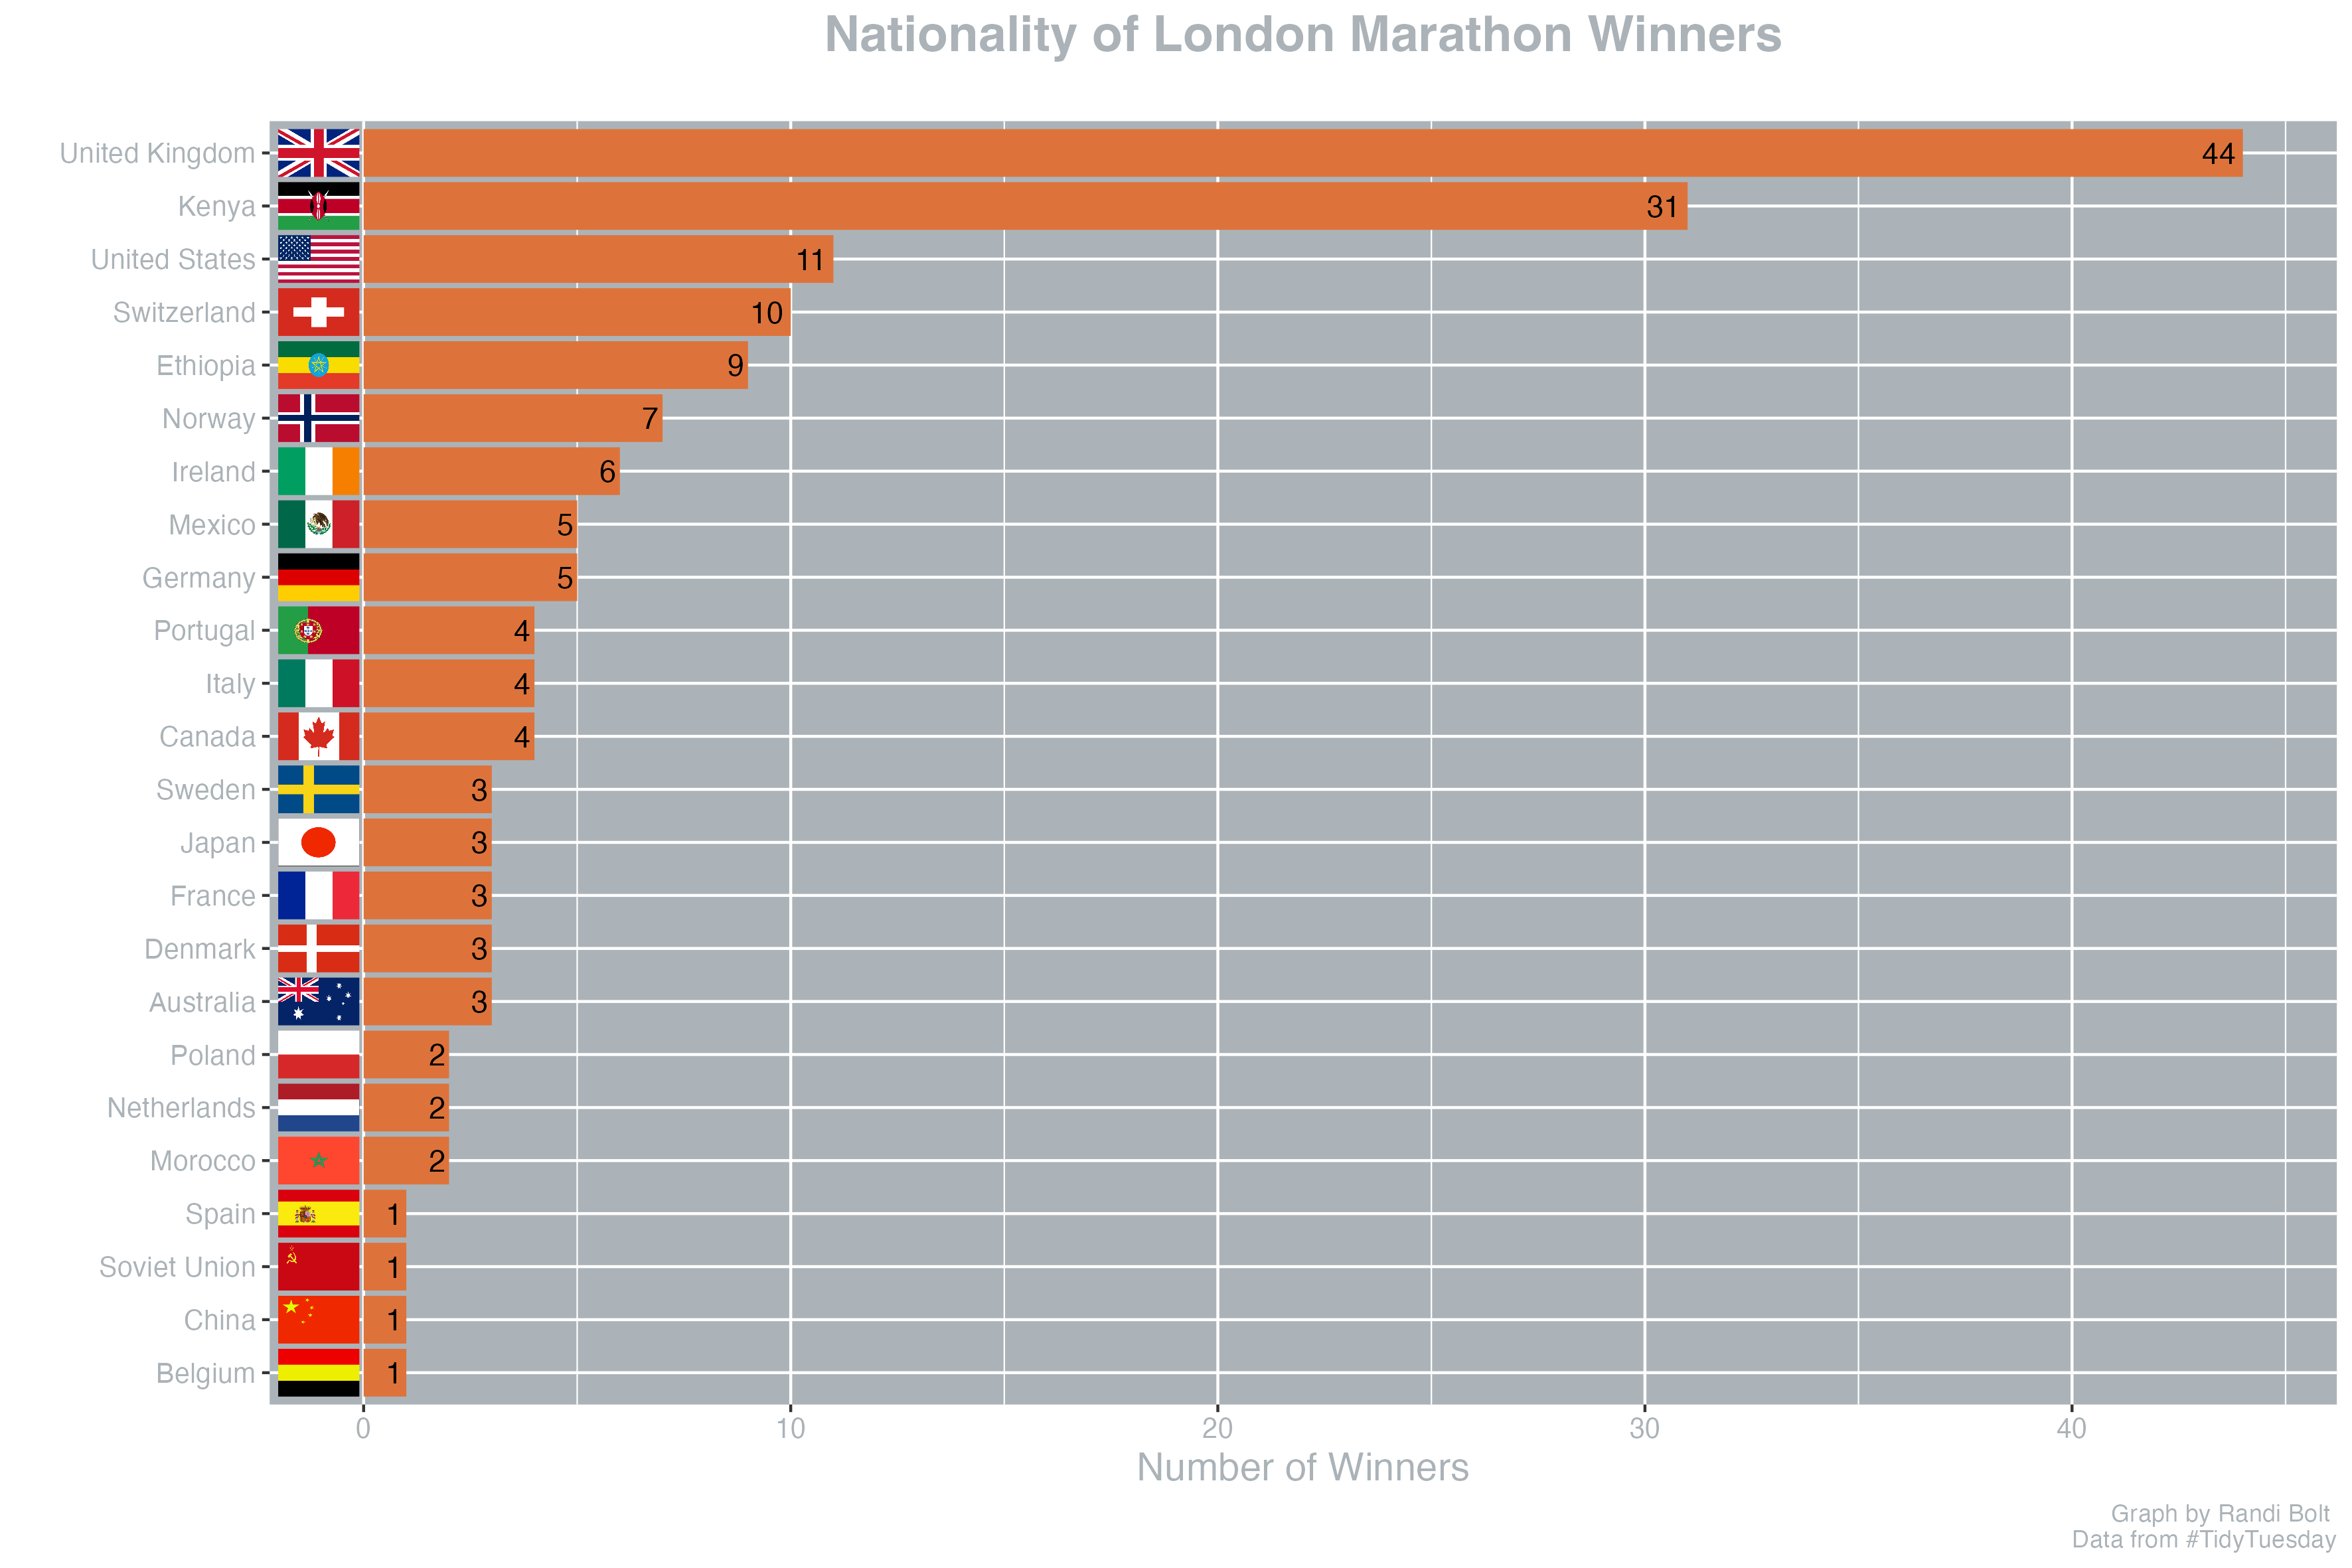 Nationality of London Marathon Winners
United Kingdom 44
Kenya 31
United States 11
Switzerland 10
Ethiopia 9
Norway 7
Ireland 6
Mexico 5
Germany 5
Portugal 4
Italy 4
Canada 4
Sweden 3
Japan 3
France 3
Denmark 3
Australia 3
Poland 2
Netherlands 2
Morocco 2
Spain 1
Soviet Union 1
China 1
Belgium 1
0 10 20 30 40
Number of Winners
Graph by Randi Bolt
Data from #TidyTuesday